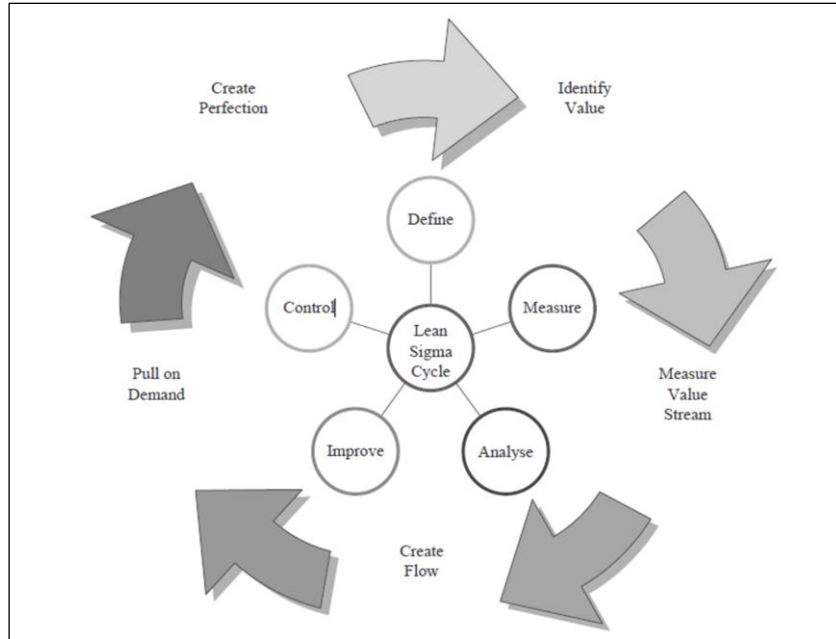 Create
Perfection
Identify
Value
Define
Control
Measure
Lean
Sigma
Cycle
Pull on
Demand
Measure
Value
Stream
Improve
Analyse
Create
Flow